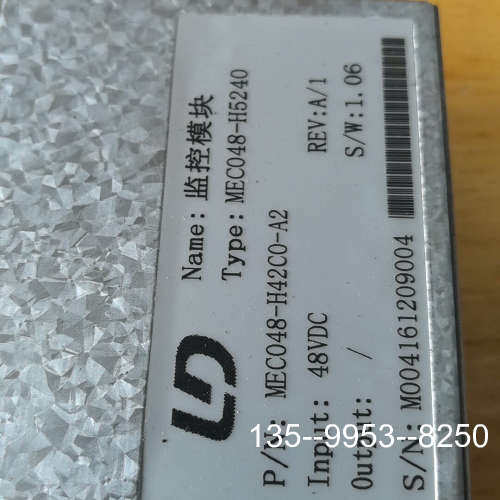 Name: 监控模块
Type: MEC048-H5240
LD
P/N: MEC048-H42C0-A2
REV:A/1
Input: 48VDC
S/W:1.06
Output: /
S/N: M004161209004
135--9953--8250